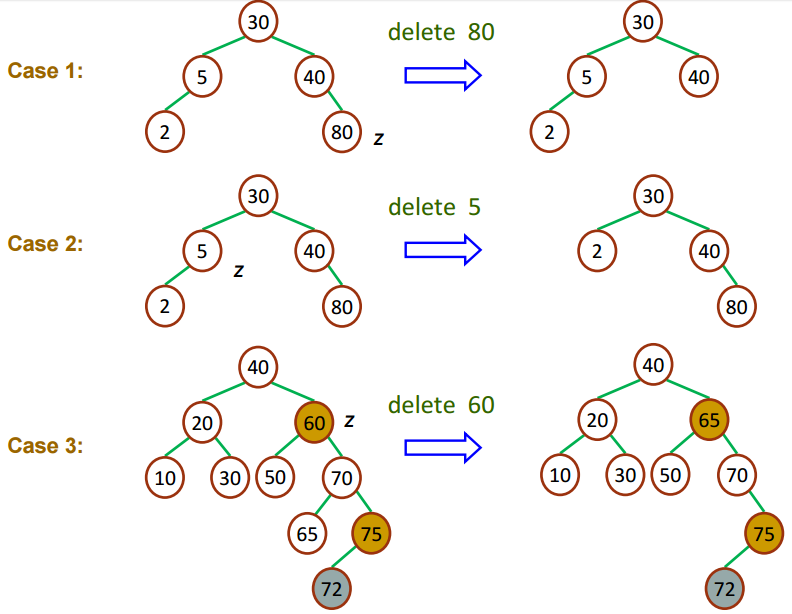 30 delete 80 30
Case 1: 5 40 5 40
2 80 z 2
30 delete 5 30
Case 2: 5 z 40 2 40
2 80 80
40 delete 60 40
Case 3: 20 60 z 20 65
10 30 50 70 10 30 50 70
65 75 75
72 72